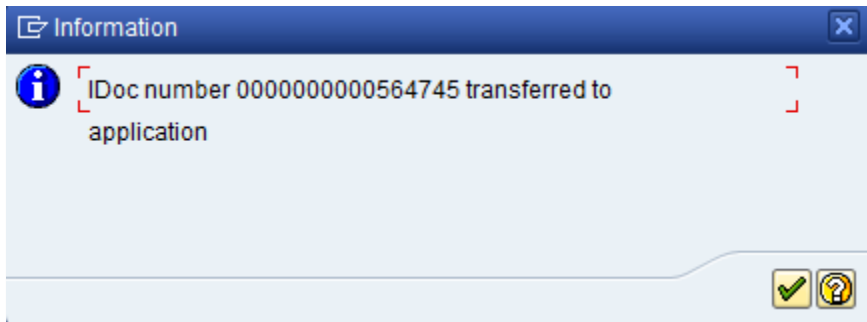 Information
IDoc number 0000000000564745 transferred to
application